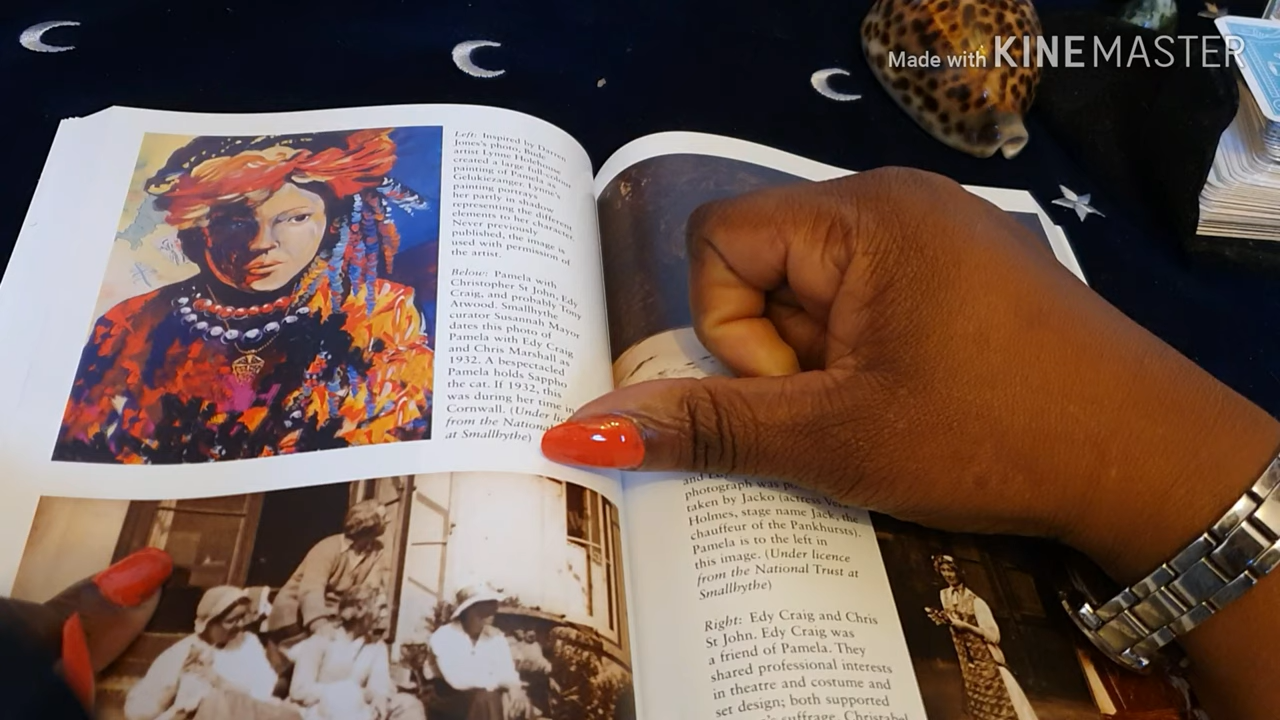 Made with KINEMASTER
Left: Inspired by Darren
Jones's photo, Bude
artist Lynne Holehouse
created a large full-colour
painting of Pamela as
Gelukiezanger. Lynne's
painting portrays
her partly in shadow
representing the different
elements to her character.
Never previously
published, the image is
used with permission of
the artist.
Below: Pamela with
Christopher St John, Edy
Craig, and probably Tony
Atwood. Smallhythe
curator Susannah Mayor
dates this photo of
Pamela with Edy Craig
and Chris Marshall as
1932. A bespectacled
Pamela holds Sappho
the cat. If 1932, this
was during her time in
Cornwall. (Under lice
from the National
at Smallhythe)
and
photograph was
taken by Jacko (actress Vera
Holmes, stage name Jack, the
chauffeur of the Pankhursts).
Pamela is to the left in
this image. (Under licence
from the National Trust at
Smallhythe)
Right: Edy Craig and Chris
St John. Edy Craig was
a friend of Pamela. They
shared professional interests
in theatre and costume and
set design; both supported
suffrage. Christabel